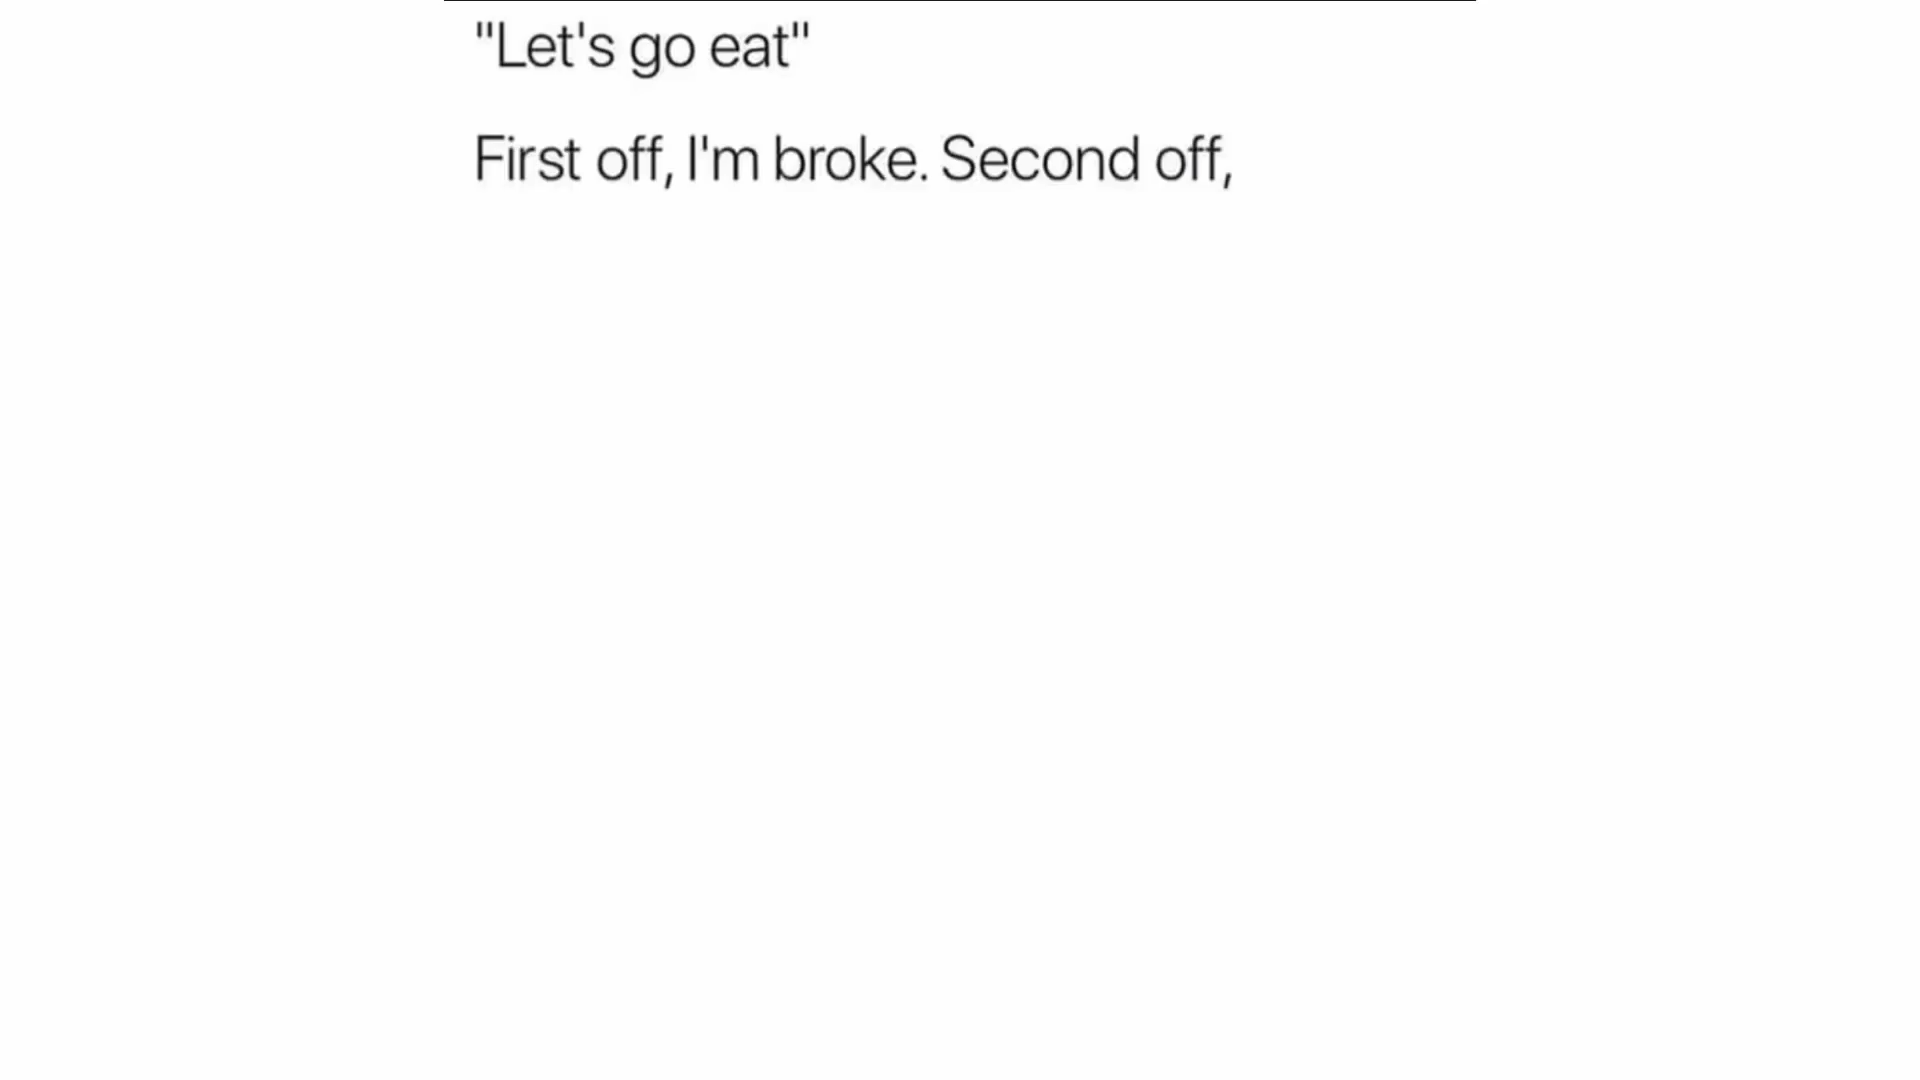 "Let's go eat"
First off, I'm broke. Second off,